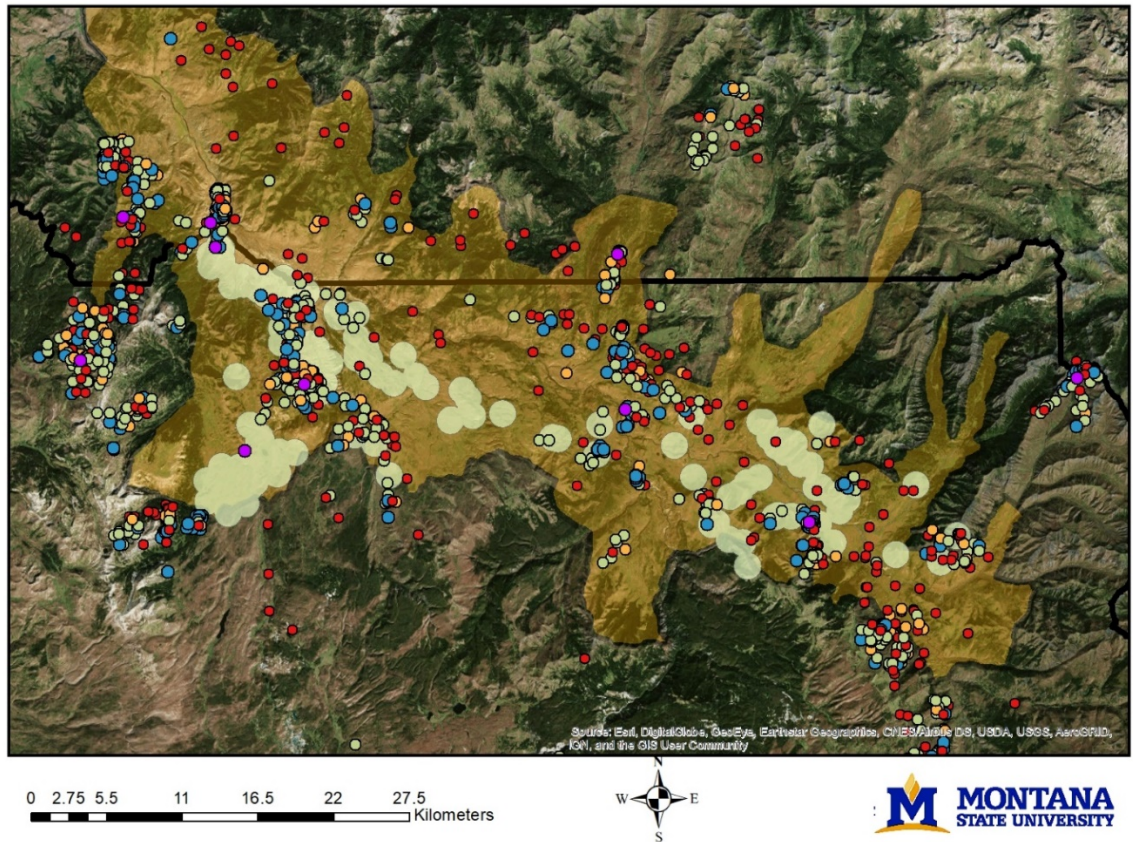 Source: Esri, DigitalGlobe, GeoEye, Earthstar Geographics, CNES/Airbus DS, USDA, USGS, AeroGRID,
IGN, and the GIS User Community
N
W E
S
0 2.75 5.5 11 16.5 22 27.5
Kilometers
:
M MONTANA
STATE UNIVERSITY